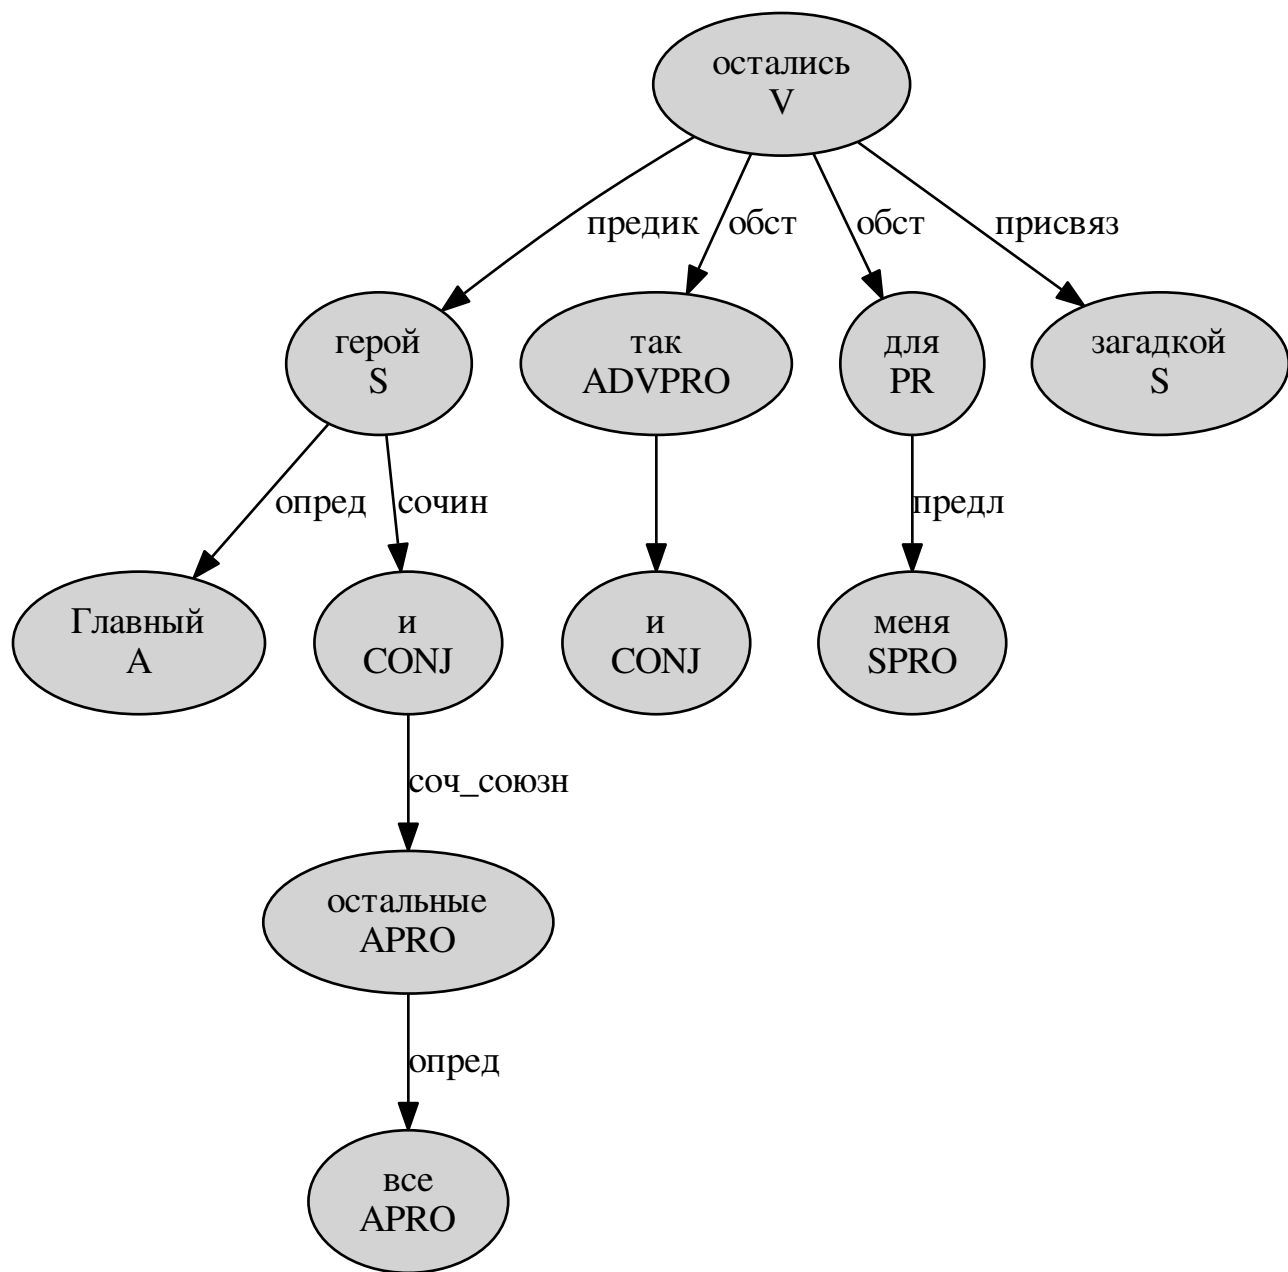 остались
V
предик
обст
обст
присвяз
герой
S
так
ADVPRO
для
PR
загадкой
S
опред
сочин
предл
Главный
A
и
CONJ
и
CONJ
меня
SPRO
соч_союзн
остальные
APRO
опред
все
APRO